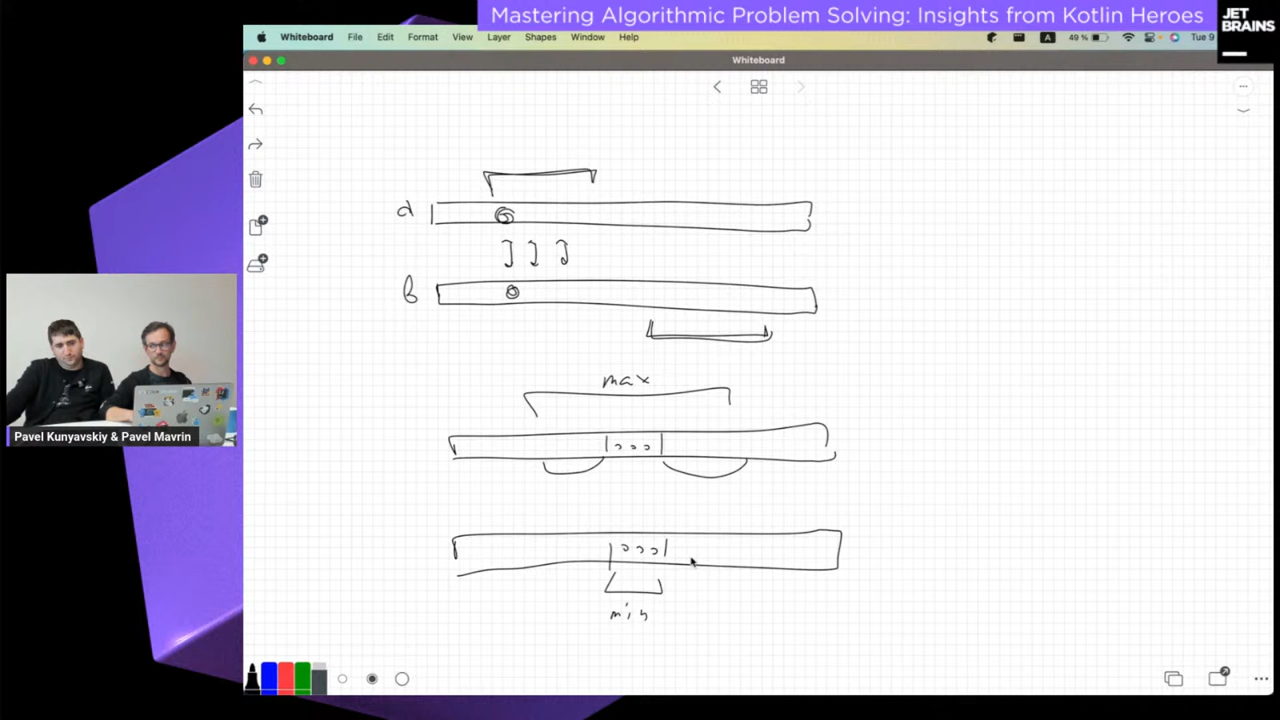 Mastering Algorithmic Problem Solving: Insights from Kotlin Heroes
JET
BRAINS
Whiteboard File Edit Format View Layer Shapes Window Help
A 49 % Tue 9
Whiteboard
a
b
max
min
Pavel Kunyavskiy & Pavel Mavrin